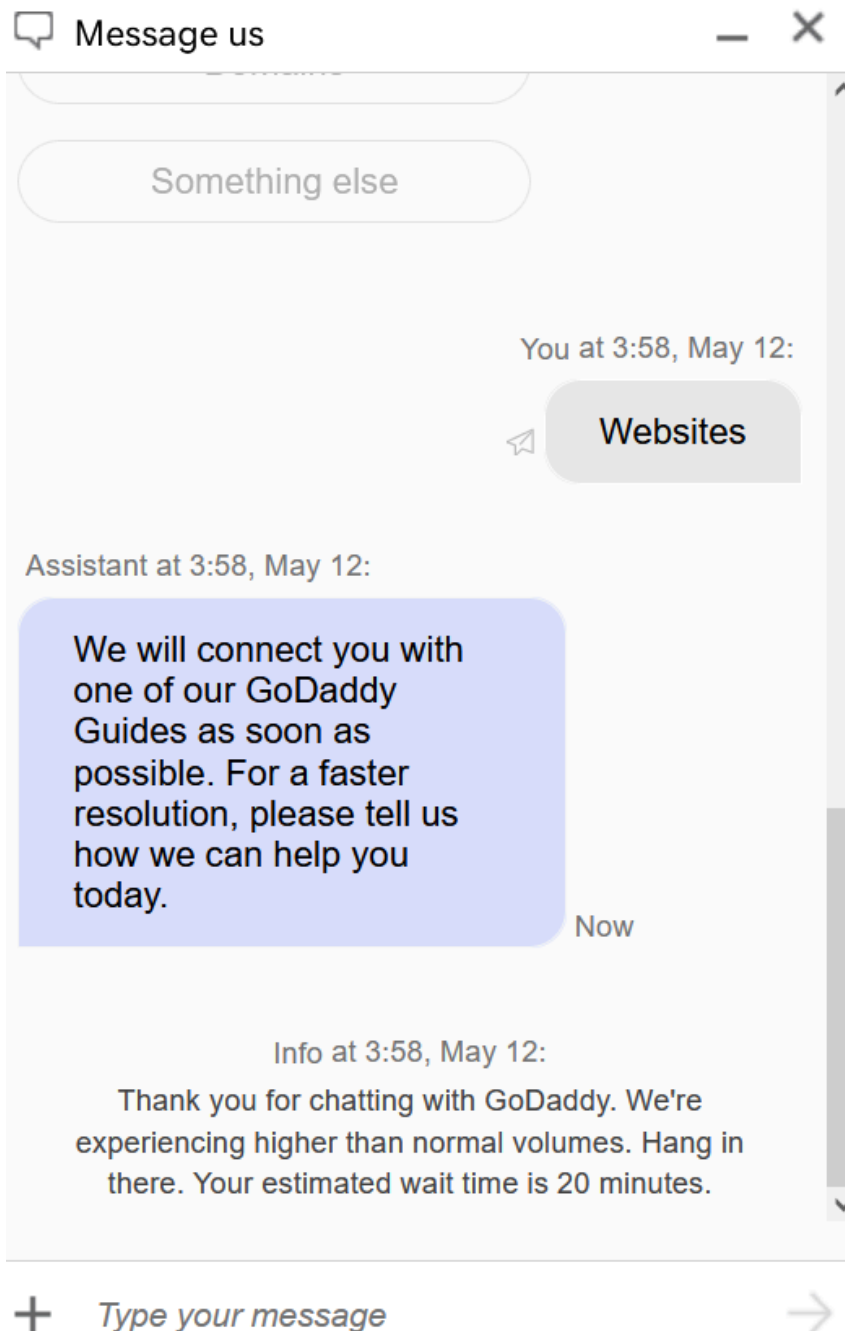 Message us
Something else
You at 3:58, May 12:
Websites
Assistant at 3:58, May 12:
We will connect you with
one of our GoDaddy
Guides as soon as
possible. For a faster
resolution, please tell us
how we can help you
today.
Now
Info at 3:58, May 12:
Thank you for chatting with GoDaddy. We're
experiencing higher than normal volumes. Hang in
there. Your estimated wait time is 20 minutes.
Type your message